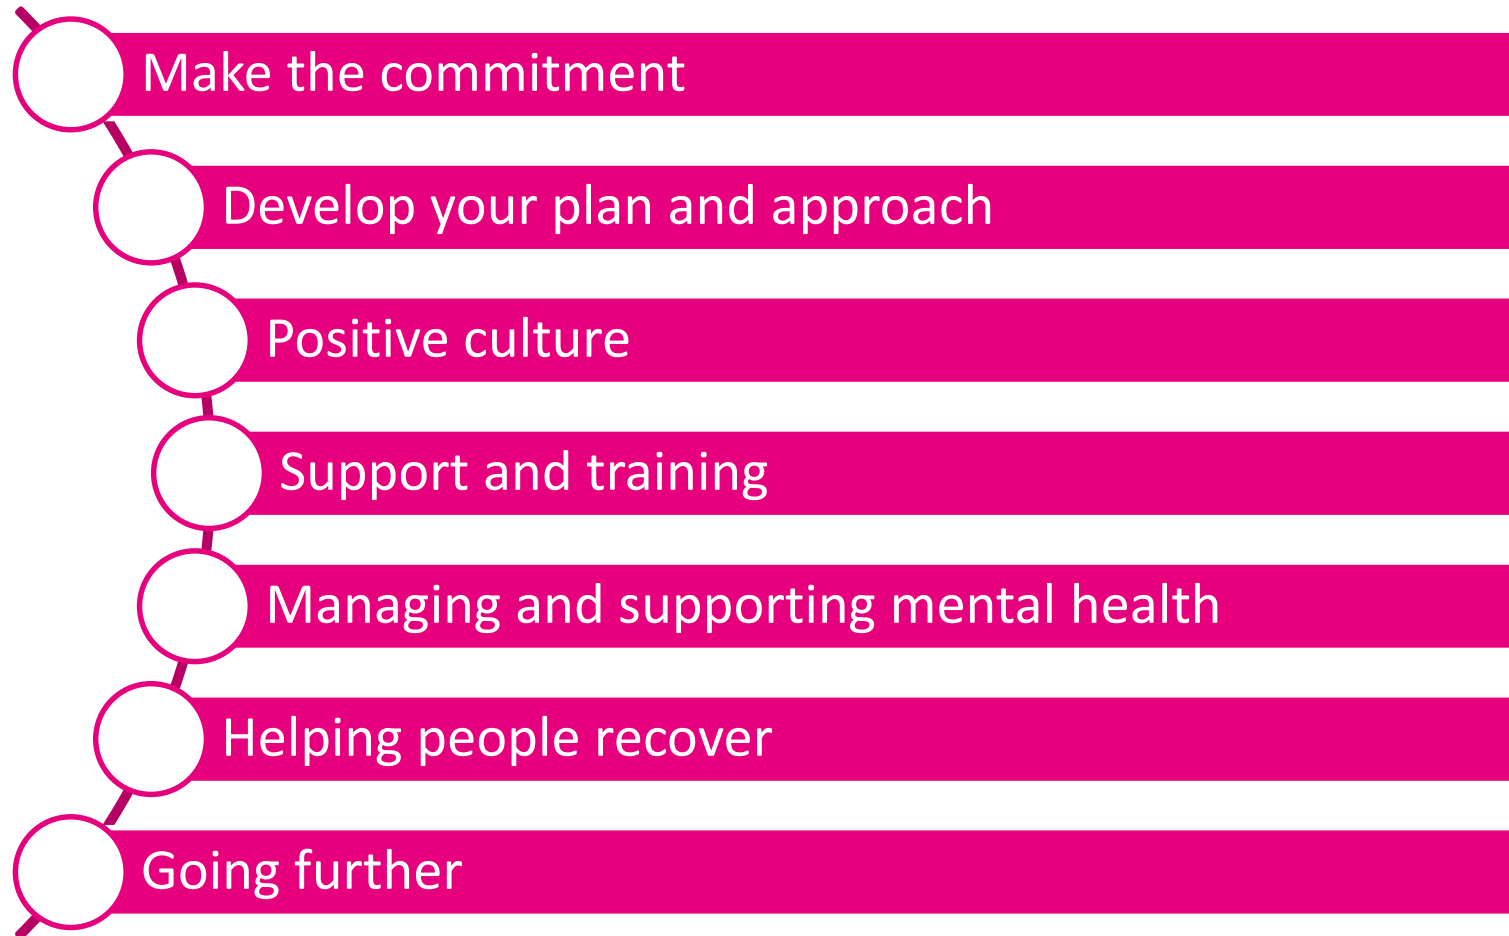 Make the commitment
Develop your plan and approach
Positive culture
Support and training
Managing and supporting mental health
Helping people recover
Going further